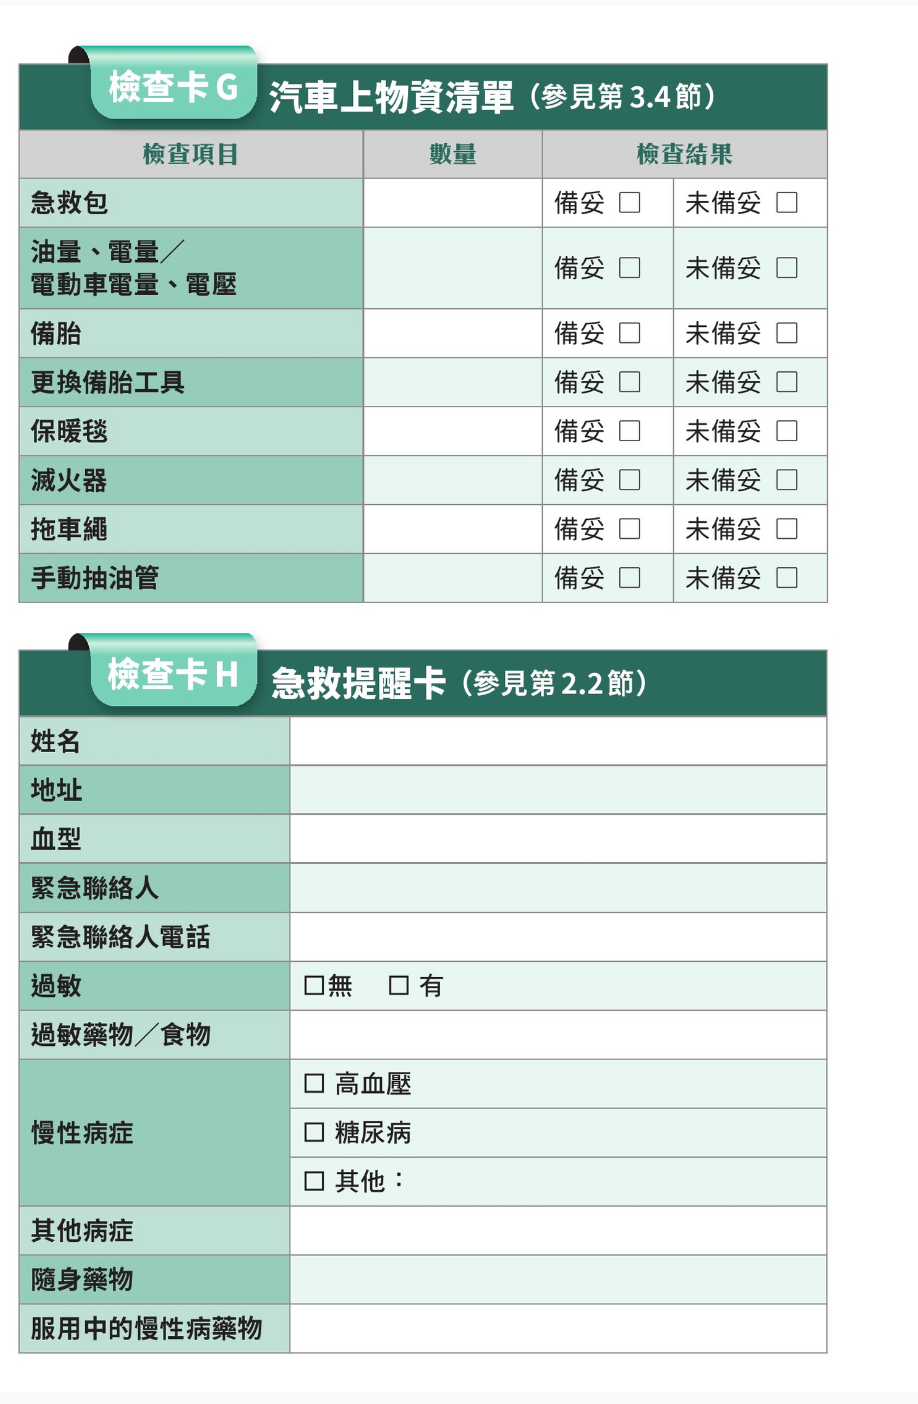 檢查卡 G 汽車上物資清單（參見第 3.4 節）
檢查項目 數量 檢查結果
急救包 備妥 □ 未備妥 □
油量、電量／
電動車電量、電壓 備妥 □ 未備妥 □
備胎 備妥 □ 未備妥 □
更換備胎工具 備妥 □ 未備妥 □
保暖毯 備妥 □ 未備妥 □
滅火器 備妥 □ 未備妥 □
拖車繩 備妥 □ 未備妥 □
手動抽油管 備妥 □ 未備妥 □
檢查卡 H 急救提醒卡（參見第 2.2 節）
姓名
地址
血型
緊急聯絡人
緊急聯絡人電話
過敏 □無 □ 有
過敏藥物／食物
慢性病症
□ 高血壓
□ 糖尿病
□ 其他：
其他病症
隨身藥物
服用中的慢性病藥物